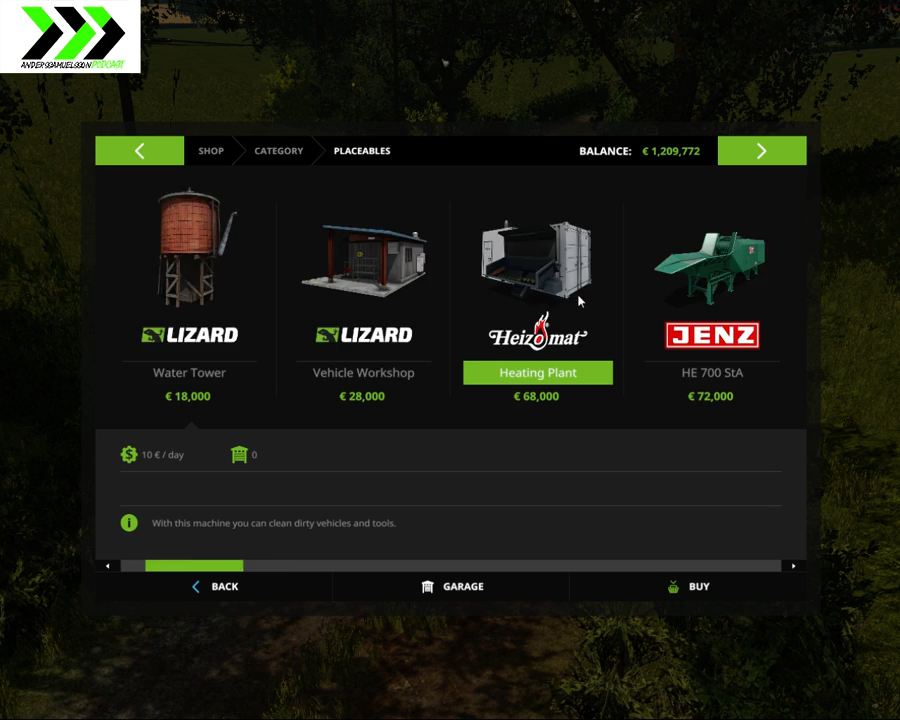 ANDERSSAMUELSSON PODCAST
SHOP
CATEGORY
PLACEABLES
BALANCE: € 1,209,772
LIZARD
LIZARD
Heizomat
JENZ
Water Tower
Vehicle Workshop
Heating Plant
HE 700 StA
€ 18,000
€ 28,000
€ 68,000
€ 72,000
10 € / day
0
With this machine you can clean dirty vehicles and tools.
BACK
GARAGE
BUY